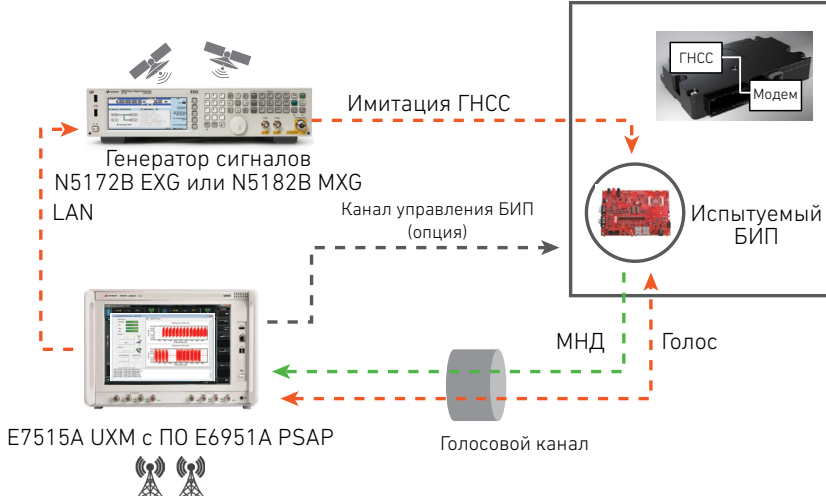 ГНСС
Модем
Имитация ГНСС
Генератор сигналов
N5172B EXG или N5182B MXG
LAN
Канал управления БИП
(опция)
Испытуемый
БИП
МНД
Голос
E7515A UXM с ПО E6951A PSAP
Голосовой канал